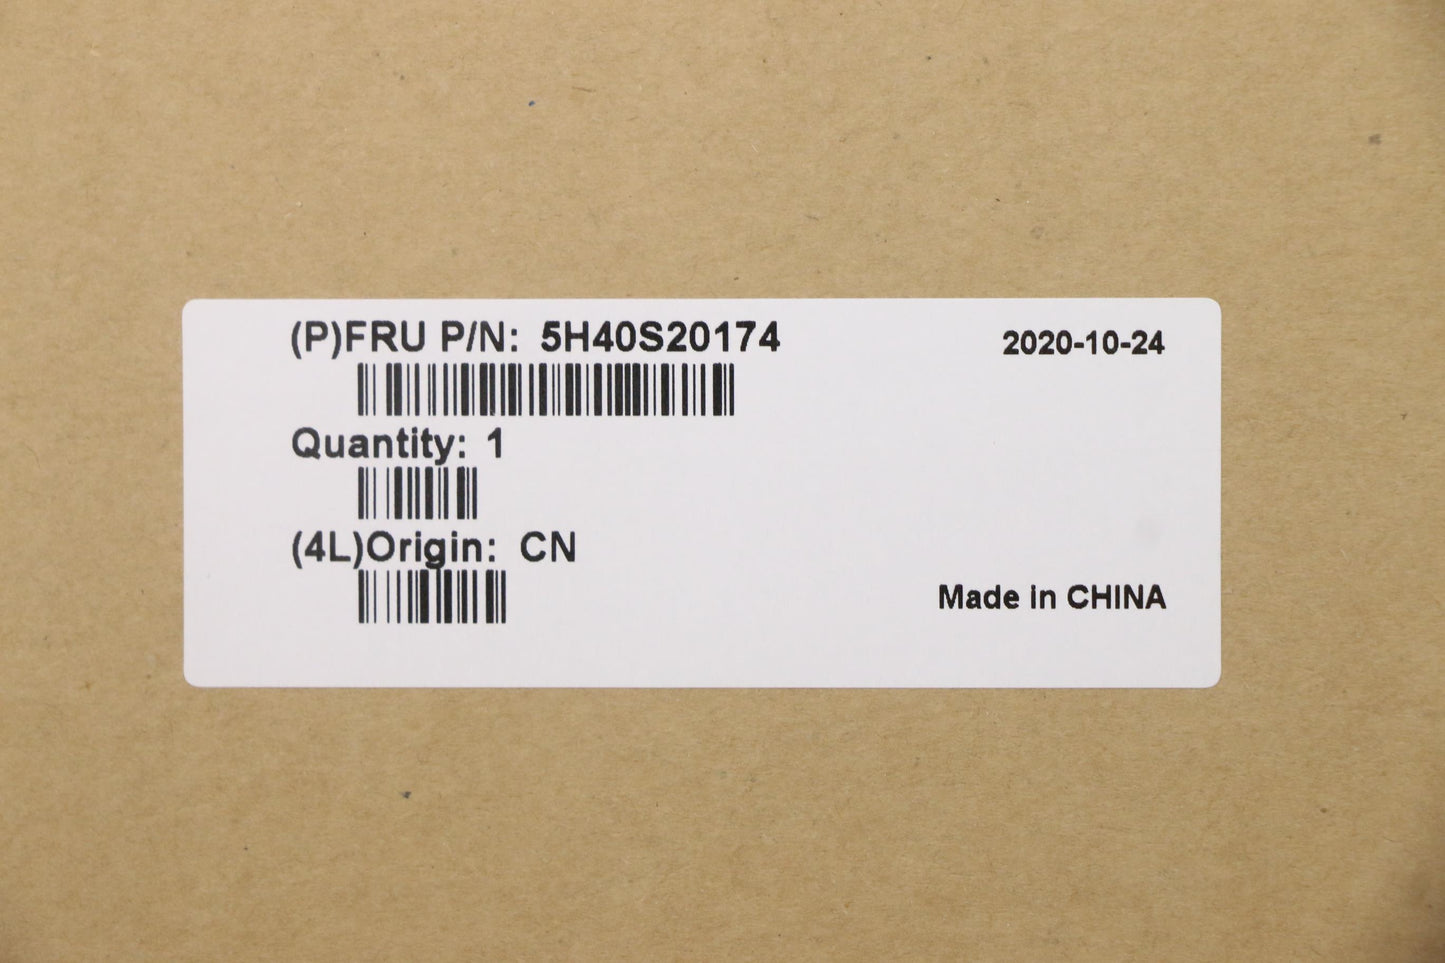 (P)FRU P/N: 5H40S20174
2020-10-24
Quantity: 1
(4L)Origin: CN
Made in CHINA